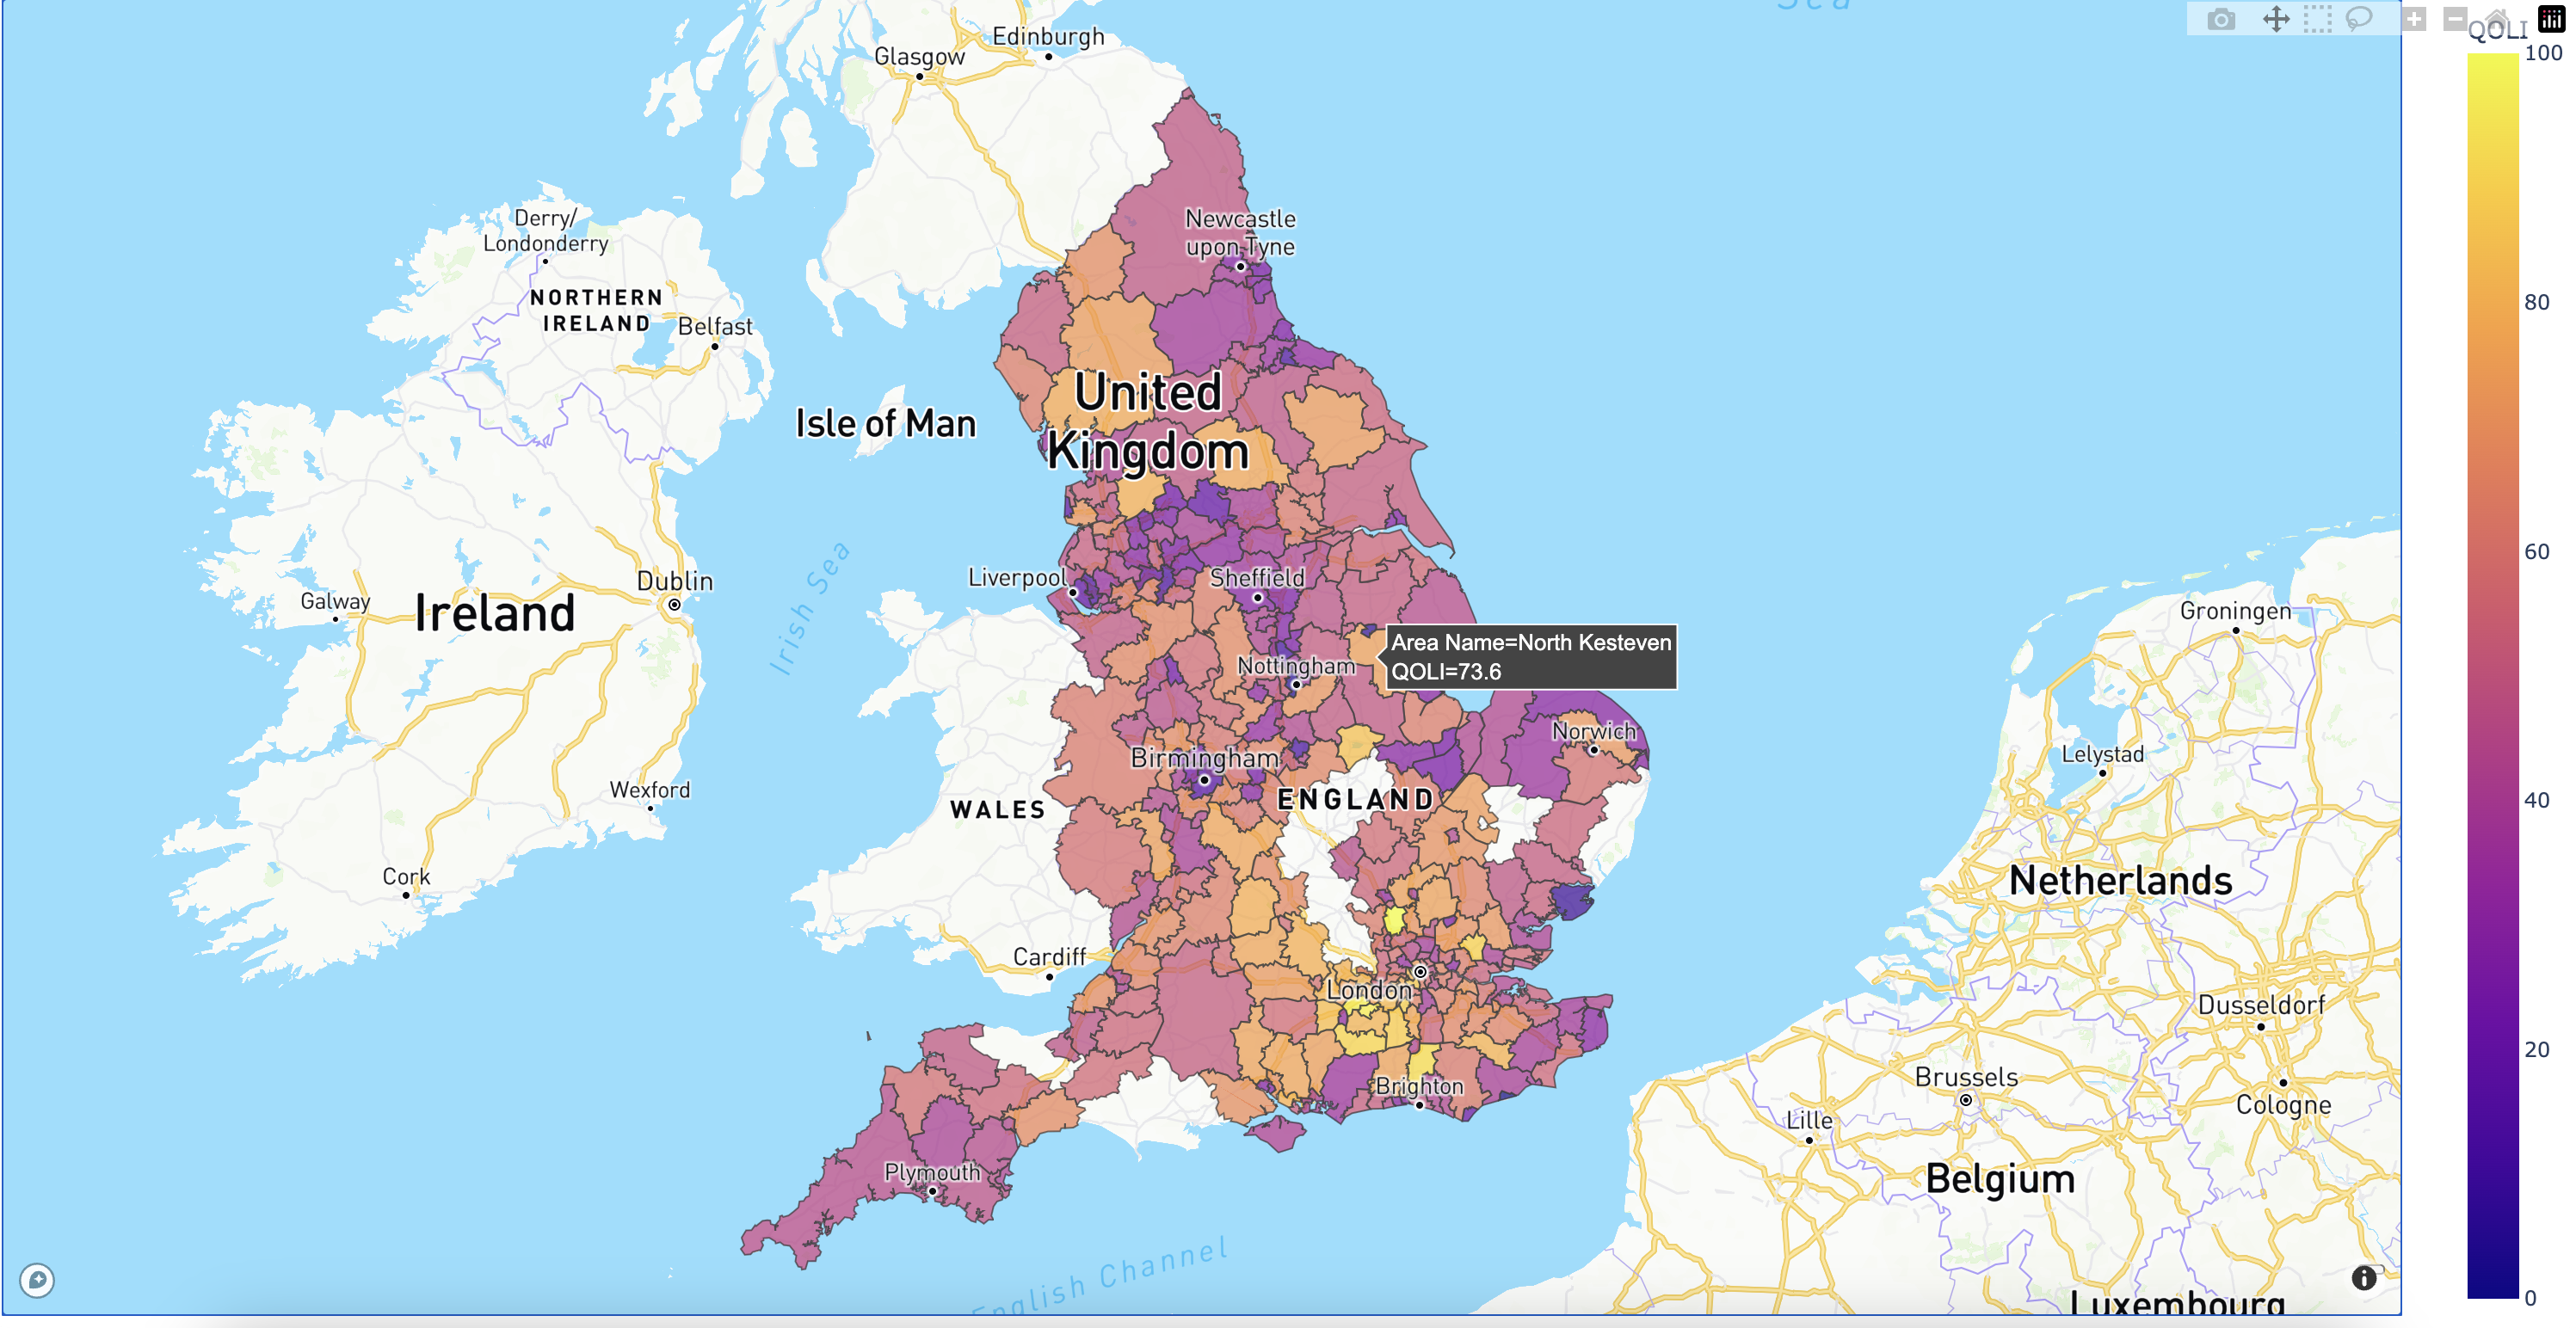 Sea
Edinburgh
Glasgow
QOLI
100
Derry/
Londonderry
Newcastle
upon Tyne
NORTHERN
IRELAND
Belfast
80
United
Kingdom
Isle of Man
Irish Sea
60
Dublin
Liverpool
Sheffield
Galway
Ireland
Groningen
Area Name=North Kesteven
QOLI=73.6
Nottingham
Norwich
Lelystad
Birmingham
Wexford
WALES
ENGLAND
40
Cork
Netherlands
Cardiff
London
Dusseldorf
20
Brussels
Brighton
Cologne
Lille
Plymouth
Belgium
English Channel
Luxembourg
0